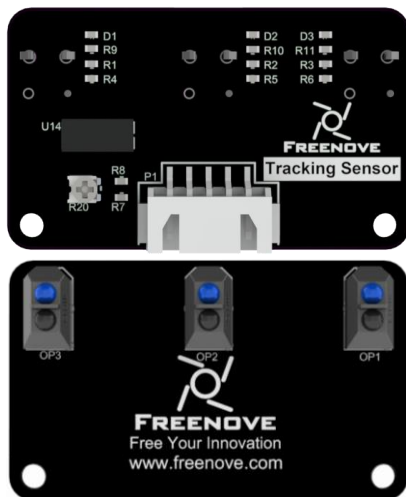 D1 D2 D3
R9 R10 R11
R1 R2 R3
R4 R5 R6
U14
FREENOVE
Tracking Sensor
R8 P1
R20 R7
OP3 OP2 OP1
FREENOVE
Free Your Innovation
www.freenove.com